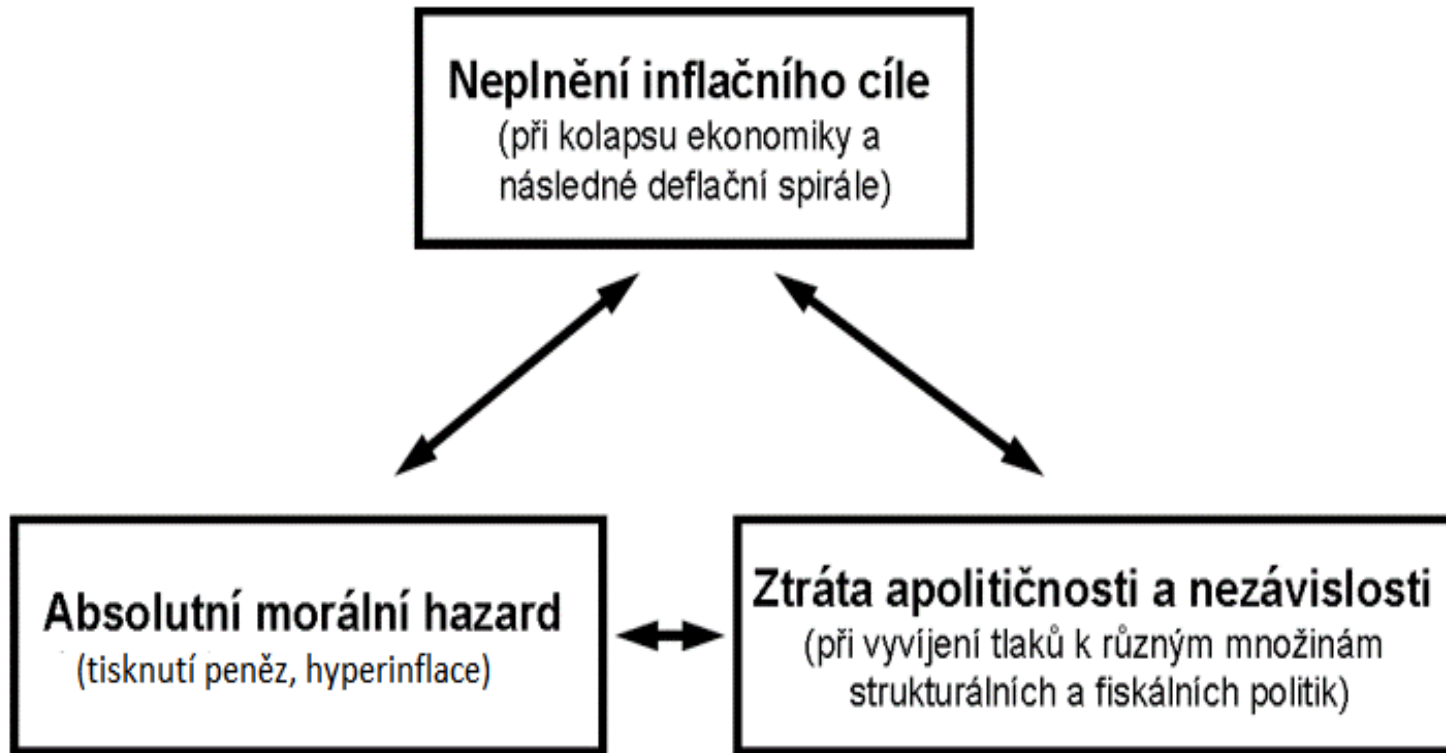 Neplnění inflačního cíle
(při kolapsu ekonomiky a
následné deflační spirále)
Absolutní morální hazard
(tisknutí peněz, hyperinflace)
Ztráta apolitičnosti a nezávislosti
(při vyvíjení tlaků k různým množinám
strukturálních a fiskálních politik)